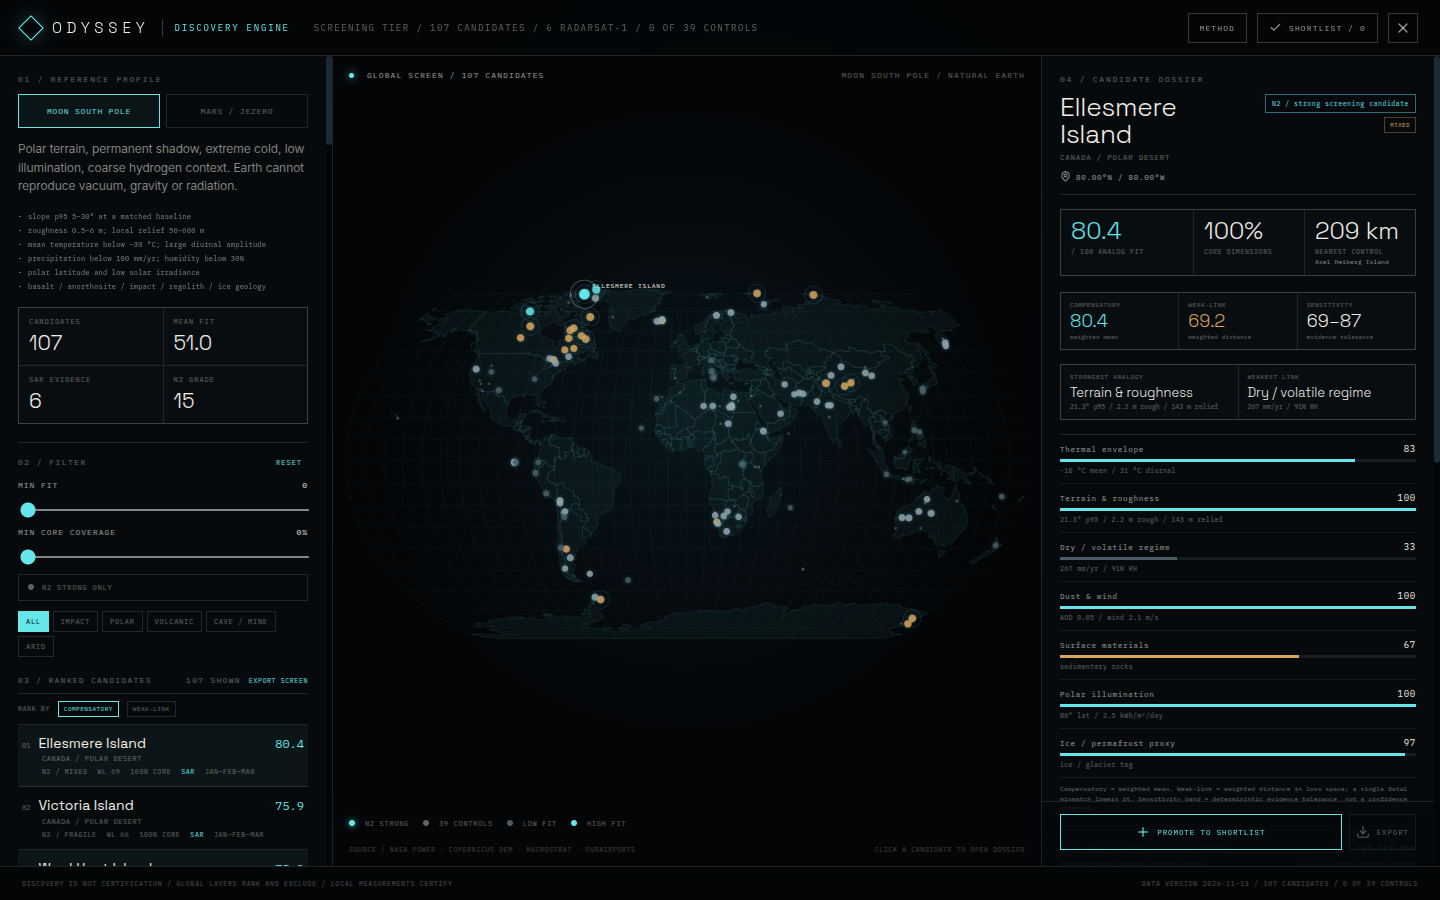 ODYSSEY
DISCOVERY ENGINE
SCREENING TIER / 107 CANDIDATES / 6 RADARSAT-1 / 0 OF 39 CONTROLS
METHOD
SHORTLIST / 0
01 / REFERENCE PROFILE
MOON SOUTH POLE
MARS / JEZERO
Polar terrain, permanent shadow, extreme cold, low
illumination, coarse hydrogen context. Earth cannot
reproduce vacuum, gravity or radiation.
- slope p95 5–30° at a matched baseline
- roughness 0.5–6 m; local relief 50–600 m
- mean temperature below −30 °C; large diurnal amplitude
- precipitation below 100 mm/yr; humidity below 30%
- polar latitude and low solar irradiance
- basalt / anorthosite / impact / regolith / ice geology
CANDIDATES
107
MEAN FIT
51.0
SAR EVIDENCE
6
N2 GRADE
15
02 / FILTER
RESET
MIN FIT
0
MIN CORE COVERAGE
0%
N2 STRONG ONLY
ALL
IMPACT
POLAR
VOLCANIC
CAVE / MINE
ARID
03 / RANKED CANDIDATES
107 SHOWN
EXPORT SCREEN
RANK BY
COMPENSATORY
WEAK-LINK
01
Ellesmere Island
80.4
CANADA / POLAR DESERT
N2 / MIXED WL 69 100% CORE SAR JAN–FEB–MAR
02
Victoria Island
75.9
CANADA / POLAR DESERT
N2 / FRAGILE WL 66 100% CORE SAR JAN–FEB–MAR
GLOBAL SCREEN / 107 CANDIDATES
MOON SOUTH POLE / NATURAL EARTH
ELLESMERE ISLAND
N2 STRONG
39 CONTROLS
LOW FIT
HIGH FIT
SOURCE / NASA POWER · COPERNICUS DEM · MACROSTRAT · OURAIRPORTS
CLICK A CANDIDATE TO OPEN DOSSIER
04 / CANDIDATE DOSSIER
Ellesmere
Island
N2 / strong screening candidate
MIXED
CANADA / POLAR DESERT
80.00°N / 80.00°W
80.4
/ 100 ANALOG FIT
100%
CORE DIMENSIONS
209 km
NEAREST CONTROL
Axel Heiberg Island
COMPENSATORY
80.4
weighted mean
WEAK-LINK
69.2
weighted distance
SENSITIVITY
69–87
evidence tolerance
STRONGEST ANALOGY
Terrain & roughness
21.3° p95 / 2.2 m rough / 143 m relief
WEAKEST LINK
Dry / volatile regime
267 mm/yr / 91% RH
Thermal envelope
83
−18 °C mean / 31 °C diurnal
Terrain & roughness
100
21.3° p95 / 2.2 m rough / 143 m relief
Dry / volatile regime
33
267 mm/yr / 91% RH
Dust & wind
100
AOD 0.05 / wind 2.1 m/s
Surface materials
67
sedimentary rocks
Polar illumination
100
80° lat / 2.5 kWh/m²/day
Ice / permafrost proxy
97
ice / glacier tag
Compensatory = weighted mean. Weak-link = weighted distance in loss space; a single fatal
mismatch lowers it. Sensitivity band = deterministic evidence tolerance, not a confidence
PROMOTE TO SHORTLIST
EXPORT
DISCOVERY IS NOT CERTIFICATION / GLOBAL LAYERS RANK AND EXCLUDE / LOCAL MEASUREMENTS CERTIFY
DATA VERSION 2026-11-13 / 107 CANDIDATES / 0 OF 39 CONTROLS